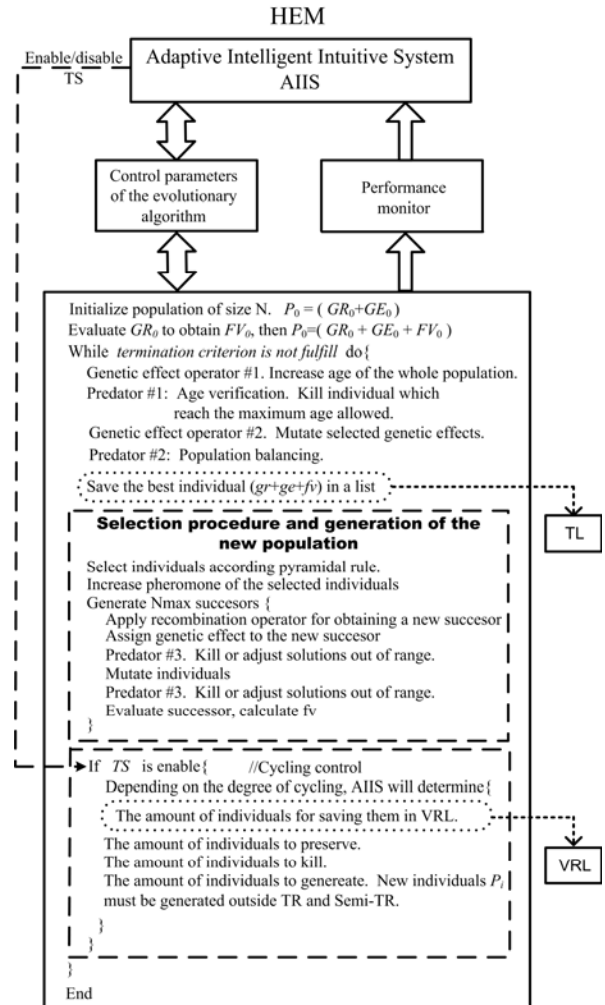 HEM
Enable/disable
TS
Adaptive Intelligent Intuitive System
AIIS
Control parameters
of the evolutionary
algorithm
Performance
monitor
Initialize population of size N. P₀ = ( GR₀+GE₀ )
Evaluate GR₀ to obtain FV₀, then P₀=( GR₀ + GE₀ + FV₀ )
While termination criterion is not fulfill do{
Genetic effect operator #1. Increase age of the whole population.
Predator #1: Age verification. Kill individual which
reach the maximum age allowed.
Genetic effect operator #2. Mutate selected genetic effects.
Predator #2: Population balancing.
Save the best individual (gr+ge+fv) in a list
TL
Selection procedure and generation of the
new population
Select individuals according pyramidal rule.
Increase pheromone of the selected individuals
Generate Nmax succesors {
Apply recombination operator for obtaining a new succesor
Assign genetic effect to the new succesor
Predator #3. Kill or adjust solutions out of range.
Mutate individuals
Predator #3. Kill or adjust solutions out of range.
Evaluate successor, calculate fv
}
If TS is enable{ //Cycling control
Depending on the degree of cycling, AIIS will determine{
The amount of individuals for saving them in VRL.
VRL
The amount of individuals to preserve.
The amount of individuals to kill.
The amount of individuals to genereate. New individuals Pᵢ
must be generated outside TR and Semi-TR.
}
}
}
End